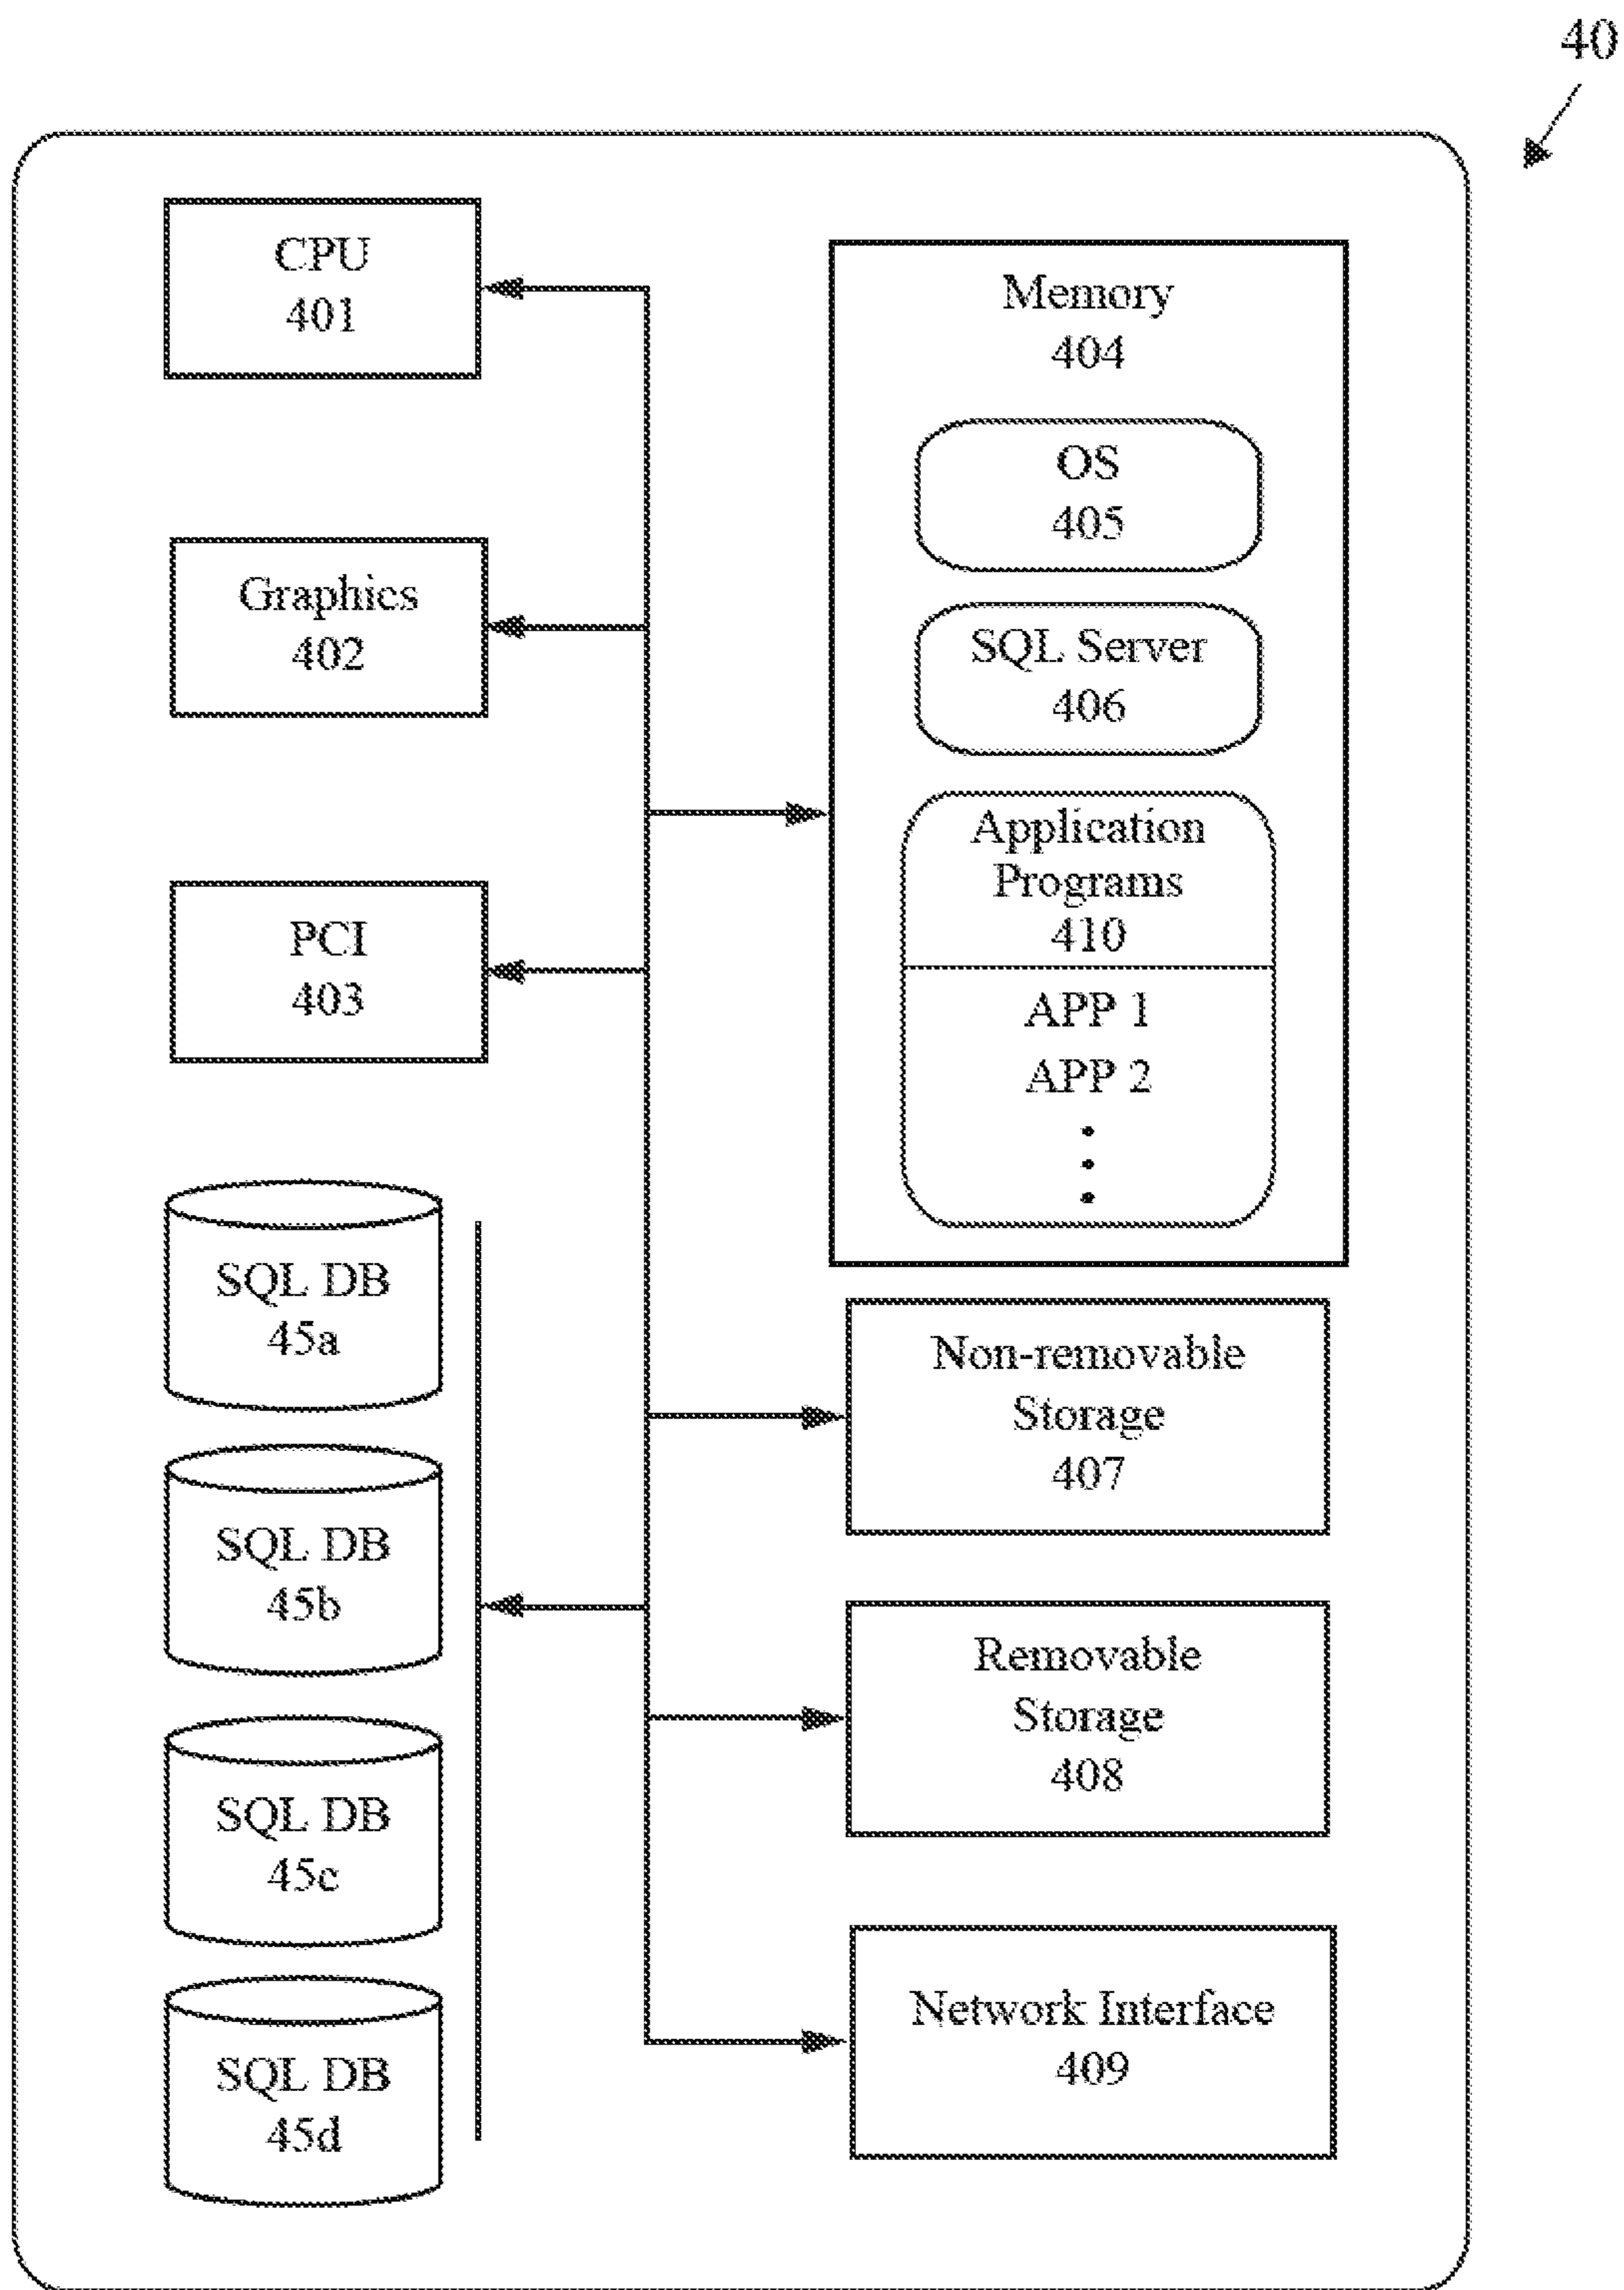 40
CPU
401
Graphics
402
PCI
403
SQL DB
45a
SQL DB
45b
SQL DB
45c
SQL DB
45d
Memory
404
OS
405
SQL Server
406
Application
Programs
410
APP 1
APP 2
Non-removable
Storage
407
Removable
Storage
408
Network Interface
409